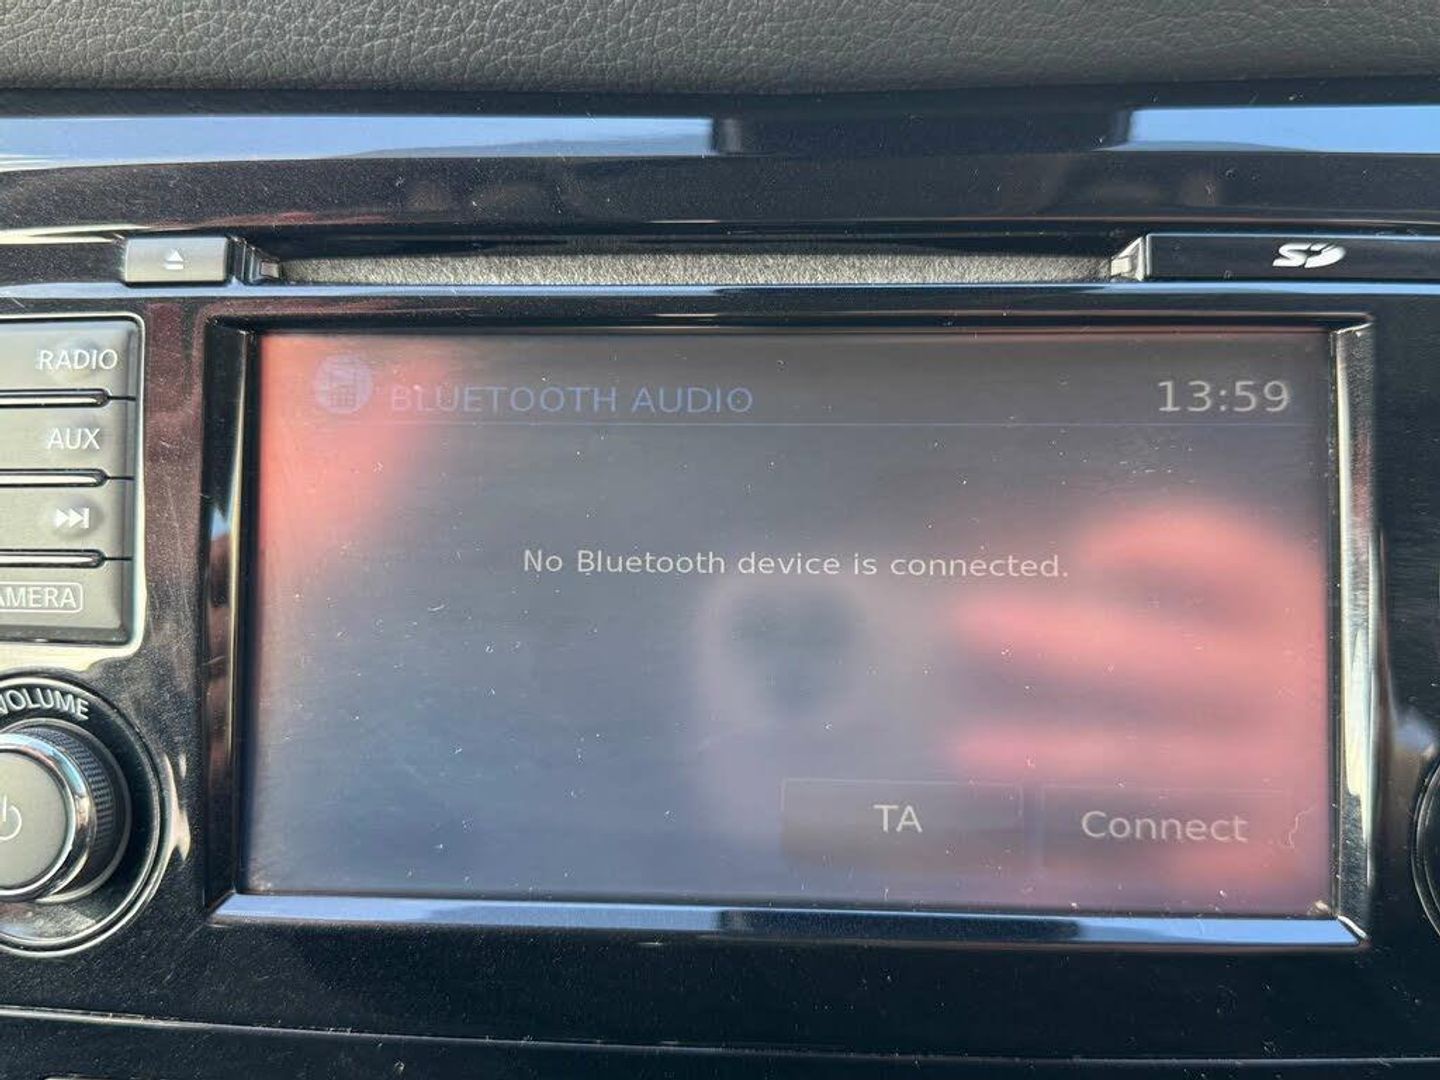 SD
RADIO
AUX
AMERA
VOLUME
BLUETOOTH AUDIO
13:59
No Bluetooth device is connected.
TA
Connect